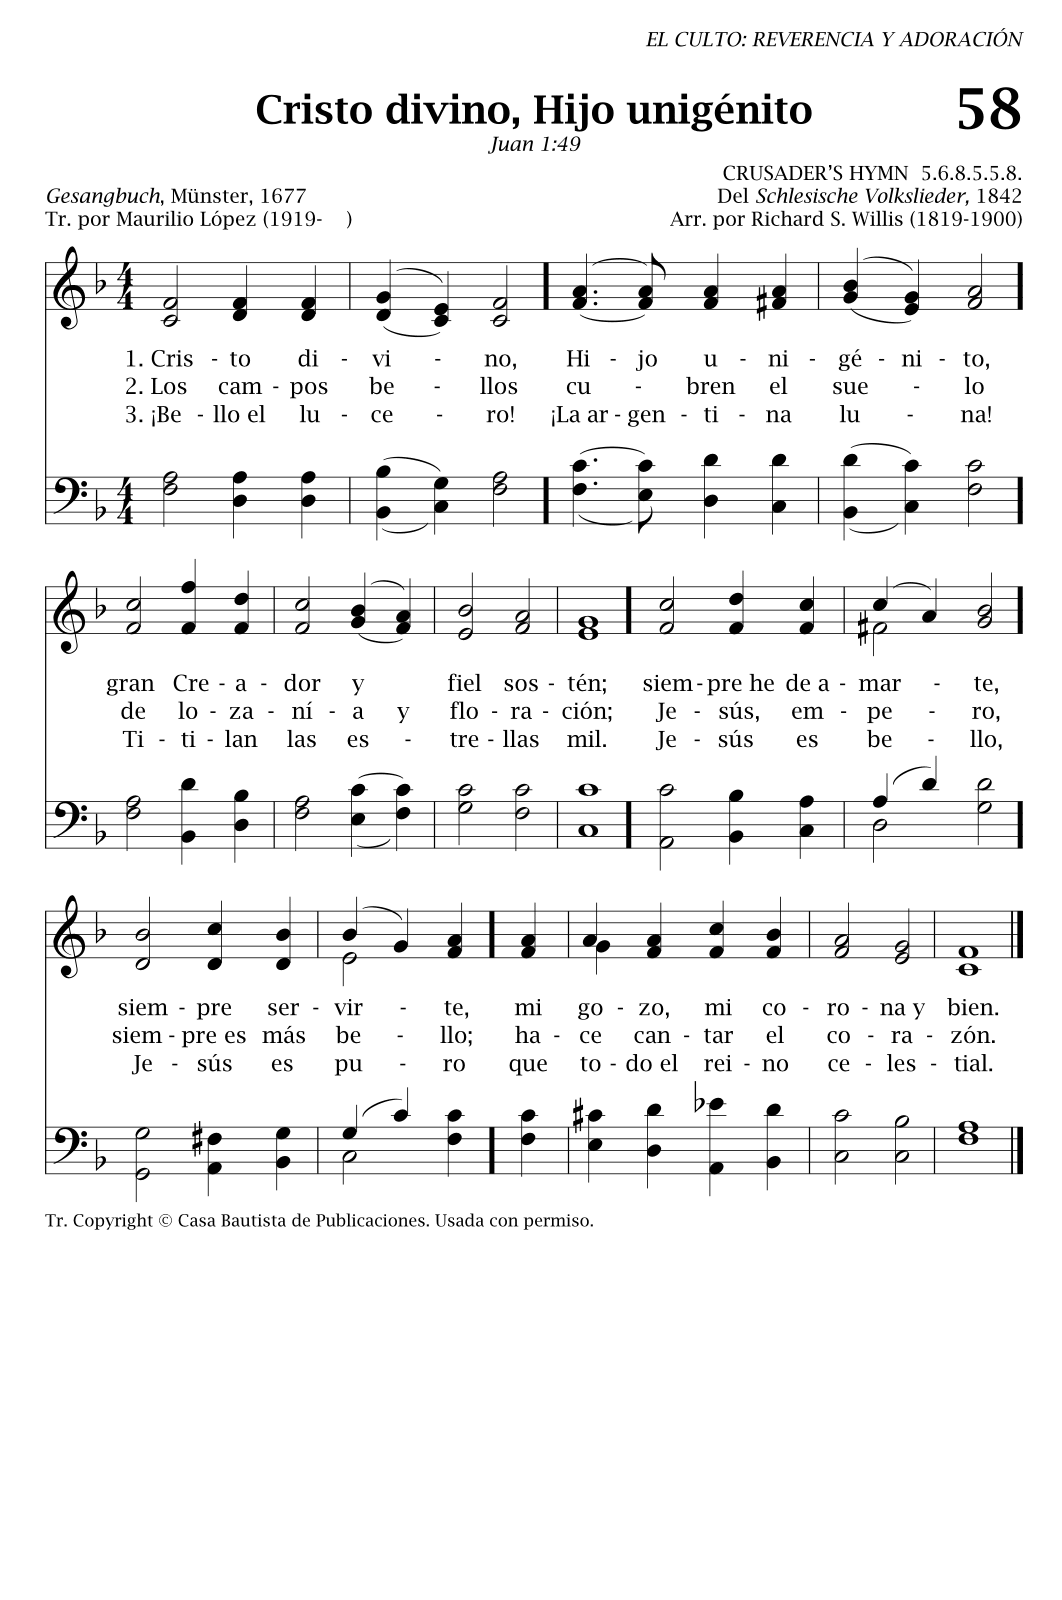 EL CULTO: REVERENCIA Y ADORACIÓN
Cristo divino, Hijo unigénito 58
Juan 1:49
CRUSADER'S HYMN 5.6.8.5.5.8.
Gesangbuch, Münster, 1677 Del Schlesische Volkslieder, 1842
Tr. por Maurilio López (1919- ) Arr. por Richard S. Willis (1819-1900)
1. Cris - to di - vi - no, Hi - jo u - ni - gé - ni - to,
2. Los cam - pos be - llos cu - bren el sue - lo
3. ¡Be - llo el lu - ce - ro! ¡La ar - gen - ti - na lu - na!
gran Cre - a - dor y fiel sos - tén; siem - pre he de a - mar - te,
de lo - za - ní - a y flo - ra - ción; Je - sús, em - pe - ro,
Ti - ti - lan las es - tre - llas mil. Je - sús es be - llo,
siem - pre ser - vir - te, mi go - zo, mi co - ro - na y bien.
siem - pre es más be - llo; ha - ce can - tar el co - ra - zón.
Je - sús es pu - ro que to - do el rei - no ce - les - tial.
Tr. Copyright © Casa Bautista de Publicaciones. Usada con permiso.